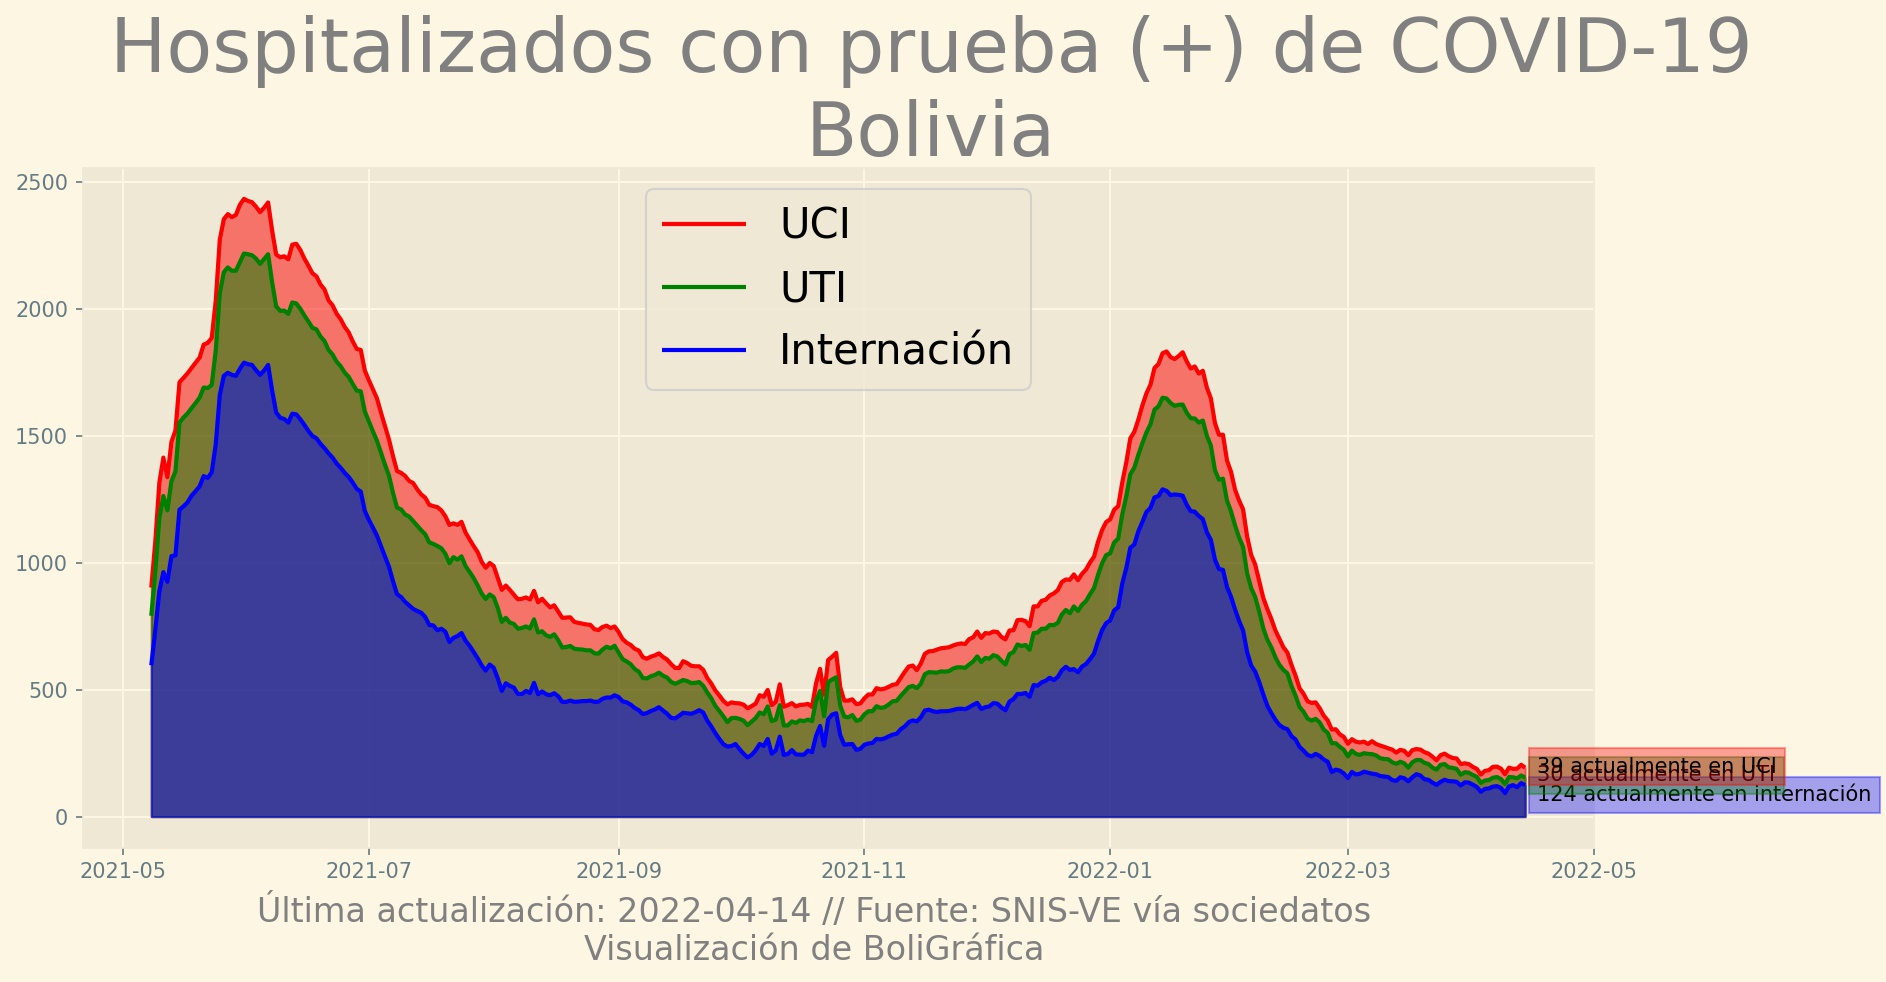 Hospitalizados con prueba (+) de COVID-19
Bolivia
2500
2000
1500
1000
500
0
UCI
UTI
Internación
39 actualmente en UCI
actualmente en UTI
124 actualmente en internación
2021-05
2021-07
2021-09
2021-11
2022-01
2022-03
2022-05
Última actualización: 2022-04-14 // Fuente: SNIS-VE vía sociedatos
Visualización de BoliGráfica